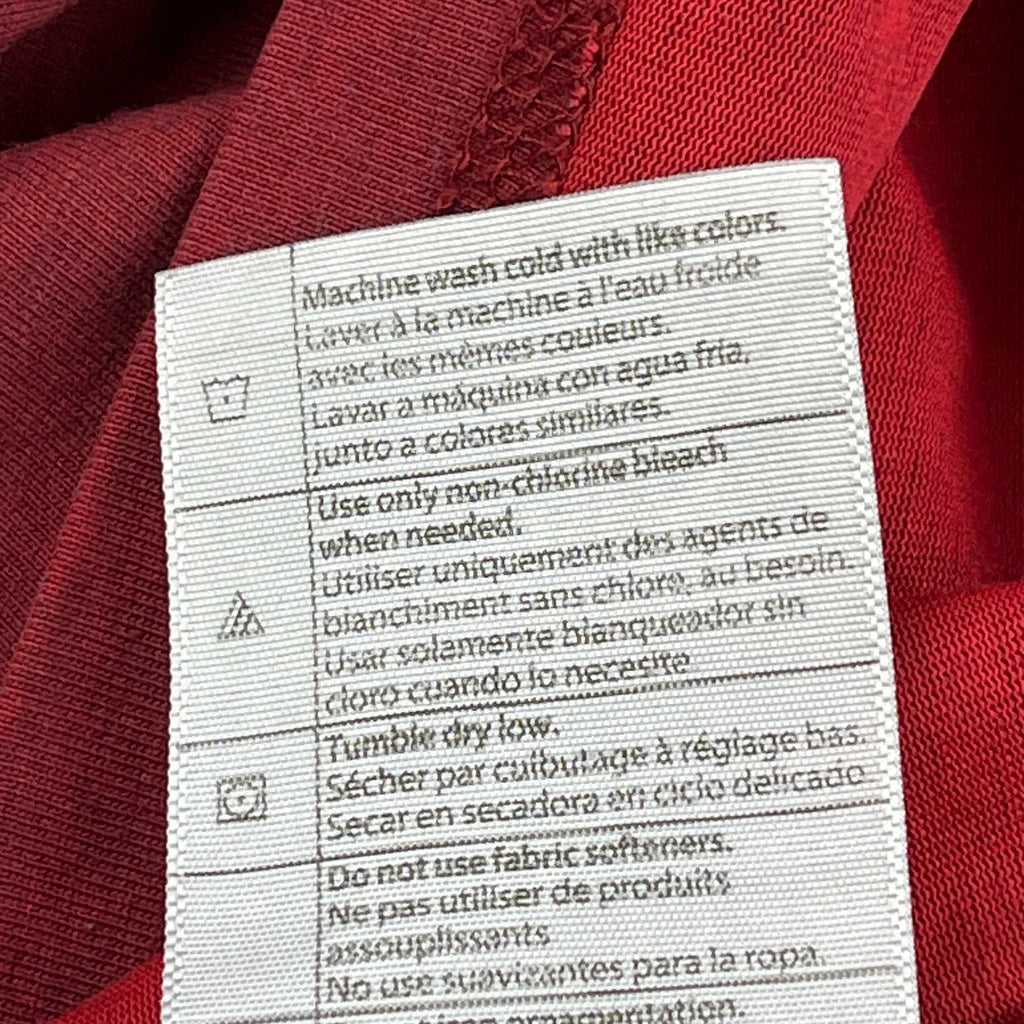 Machine wash cold with like colors.
Laver à la machine à l'eau froide
avec les mêmes couleurs.
Lavar a máquina con agua fria,
junto a colores similares.
Use only non-chlorine bleach
when needed.
Utiliser uniquement des agents de
blanchiment sans chlore, au besoin.
Usar solamente blanqueador sin
cloro cuando lo necesite
Tumble dry low.
Sécher par culbutage à réglage bas.
Secar en secadora en ciclo delicado.
Do not use fabric softeners.
Ne pas utiliser de produits
assouplissants
No use suavizantes para la ropa.
ornamentation.